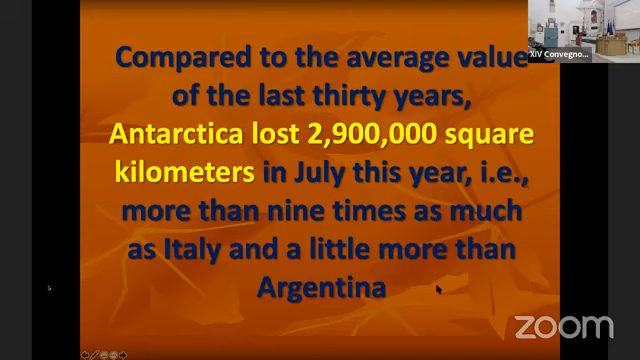 Compared to the average value
of the last thirty years,
Antarctica lost 2,900,000 square
kilometers in July this year, i.e.,
more than nine times as much
as Italy and a little more than
Argentina
XIV Convegno...
zoom